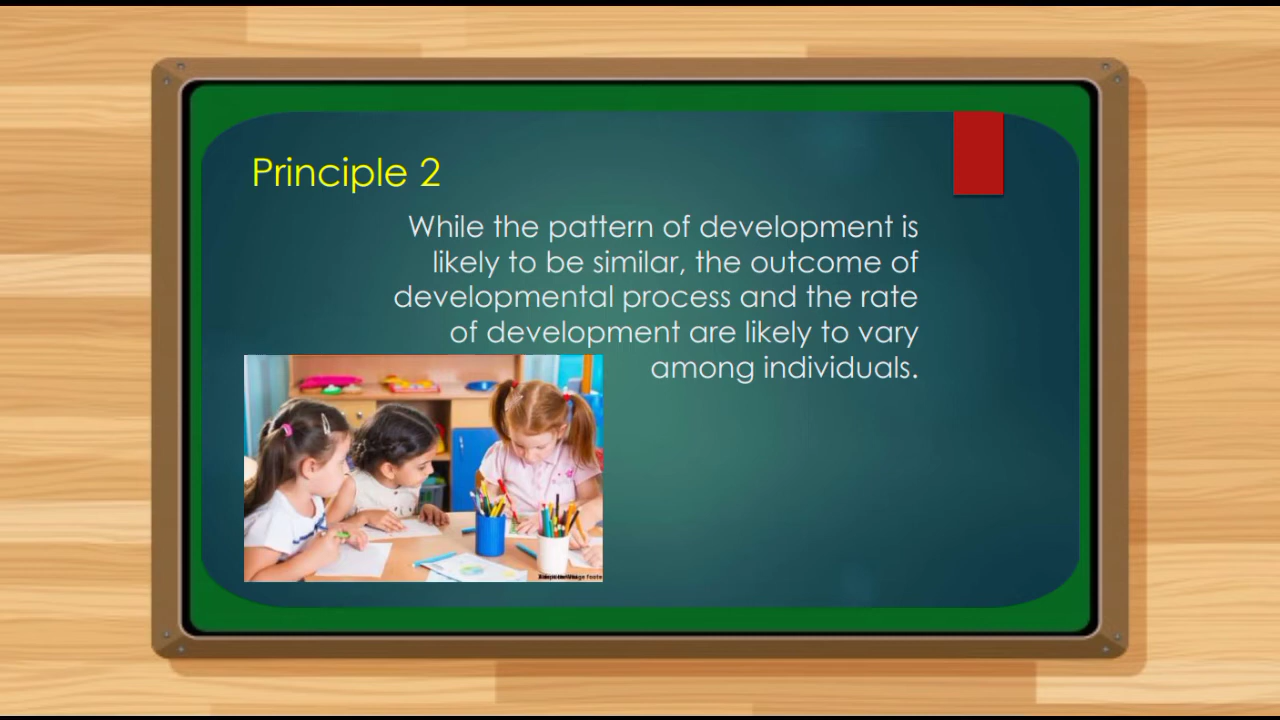 Principle 2
While the pattern of development is
likely to be similar, the outcome of
developmental process and the rate
of development are likely to vary
among individuals.